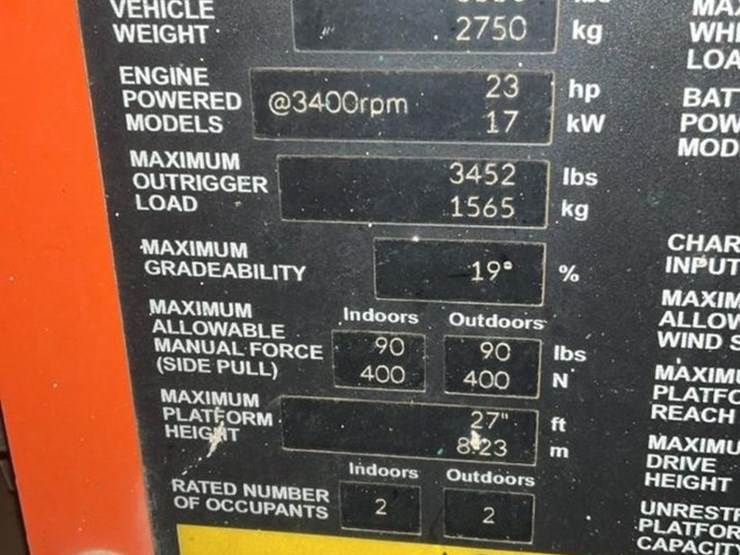 VEHICLE
WEIGHT 2750 kg
ENGINE
POWERED
MODELS
@3400rpm
23 hp
17 kW
MAXIMUM
OUTRIGGER
LOAD
3452 lbs
1565 kg
MAXIMUM
GRADEABILITY
19° %
MAXIMUM
ALLOWABLE
MANUAL FORCE
(SIDE PULL)
Indoors Outdoors
90 90 lbs
400 400 N
MAXIMUM
PLATFORM
HEIGHT
27" ft
8.23 m
Indoors Outdoors
RATED NUMBER
OF OCCUPANTS
2 2
LOA
BAT
POW
MOD
CHAR
INPUT
MAXIM
ALLOW
WIND S
MAXIMU
PLATFO
REACH
MAXIMU
DRIVE
HEIGHT
UNRESTR
PLATFOR
CAPACIT